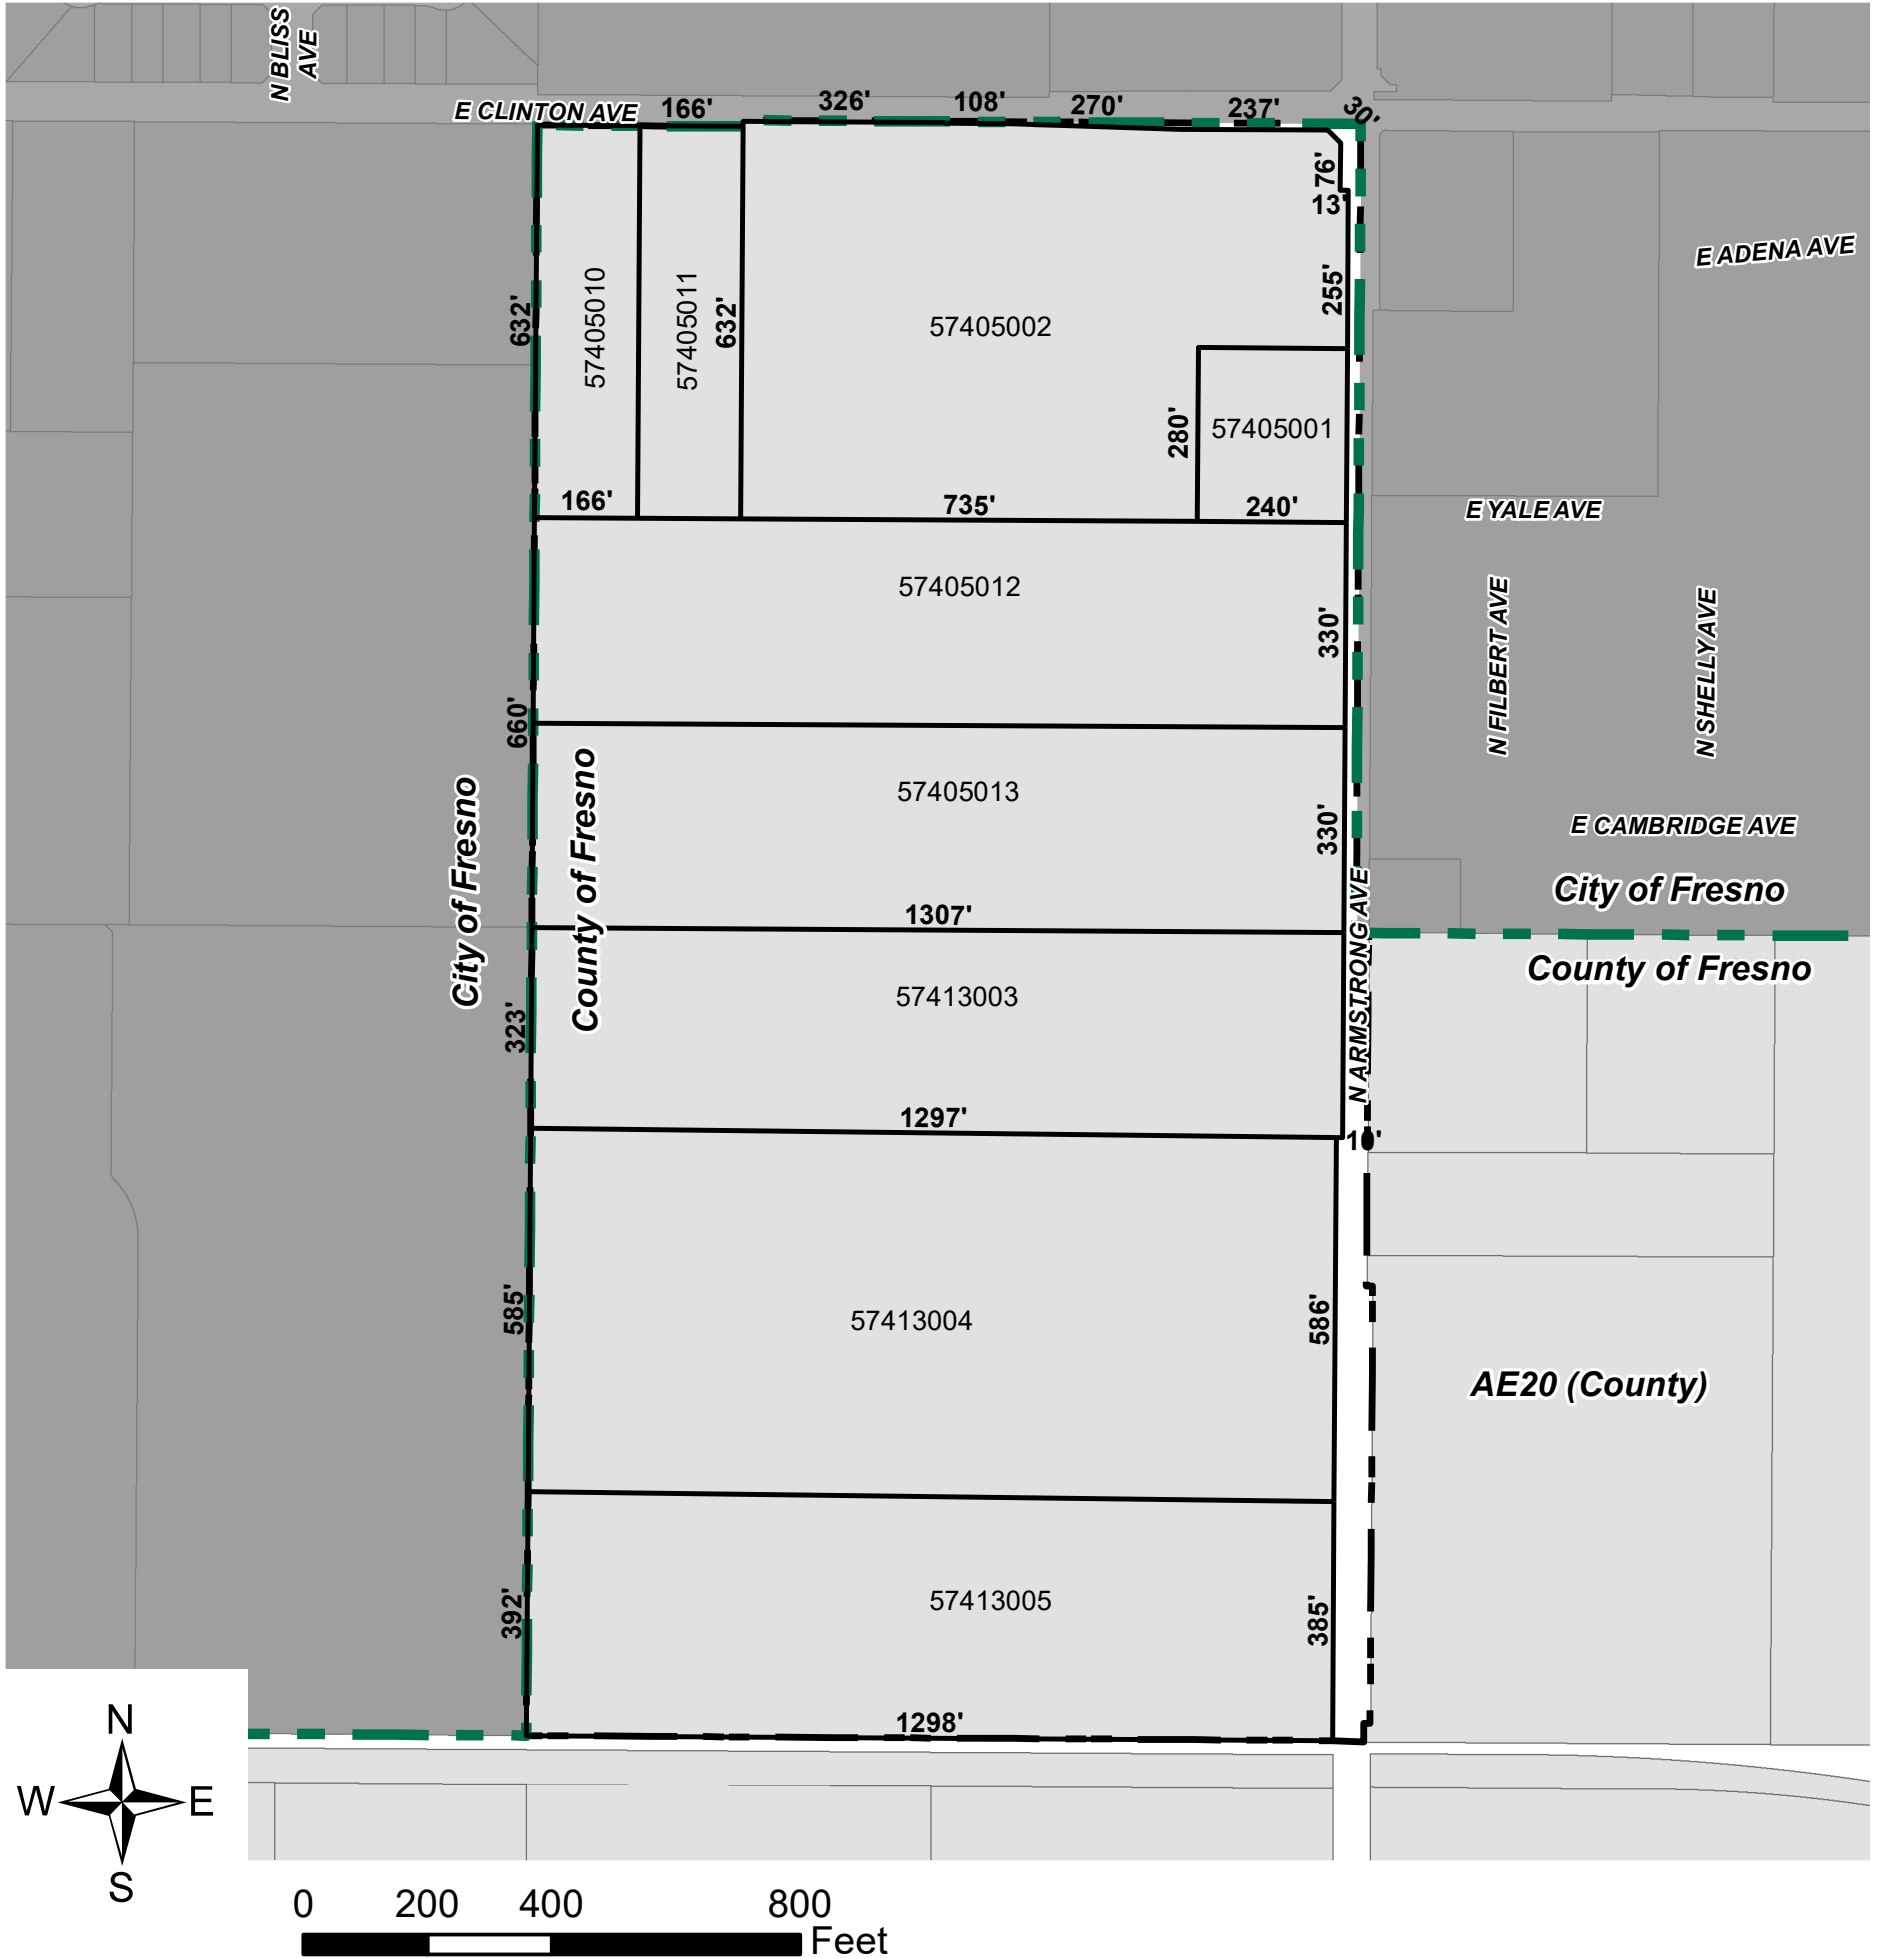 N BLISS
AVE
E CLINTON AVE
166'
326'
108'
270'
237'
30'
76'
13'
255'
E ADENA AVE
632'
57405010
57405011
632'
57405002
280'
57405001
166'
735'
240'
E YALE AVE
57405012
330'
N FILBERT AVE
N SHELLY AVE
660'
City of Fresno
County of Fresno
57405013
330'
E CAMBRIDGE AVE
City of Fresno
1307'
N ARMSTRONG AVE
County of Fresno
323'
57413003
1297'
10'
585'
57413004
586'
AE20 (County)
392'
57413005
385'
1298'
N
W
E
S
0 200 400 800
Feet